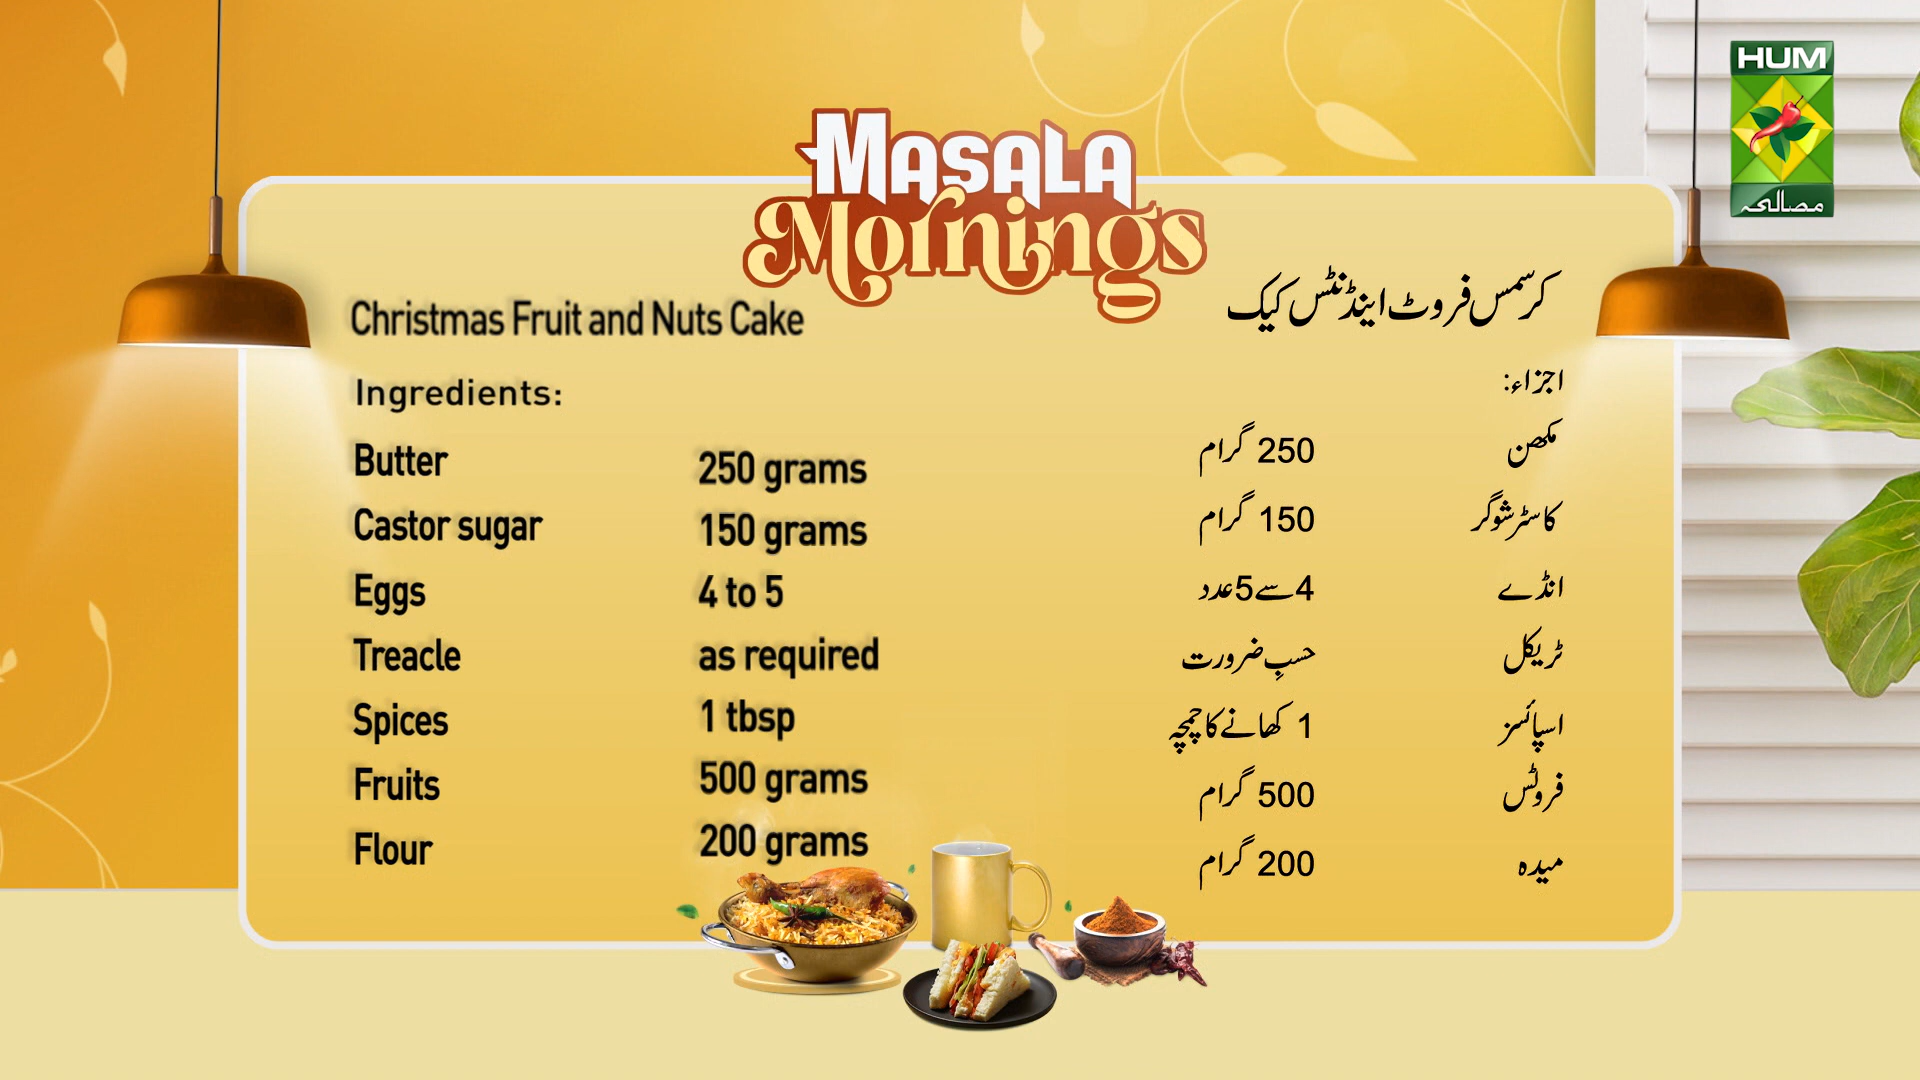 HUM
مصالحہ
MASALA
Mornings
Christmas Fruit and Nuts Cake
Ingredients:
Butter 250 grams
Castor sugar 150 grams
Eggs 4 to 5
Treacle as required
Spices 1 tbsp
Fruits 500 grams
Flour 200 grams
کرسمس فروٹ اینڈ نٹس کیک
اجزاء:
مکھن 250 گرام
کاسٹر شوگر 150 گرام
انڈے 4 سے 5 عدد
ٹریکل حسبِ ضرورت
اسپائسز 1 کھانے کا چمچہ
فروٹس 500 گرام
میدہ 200 گرام